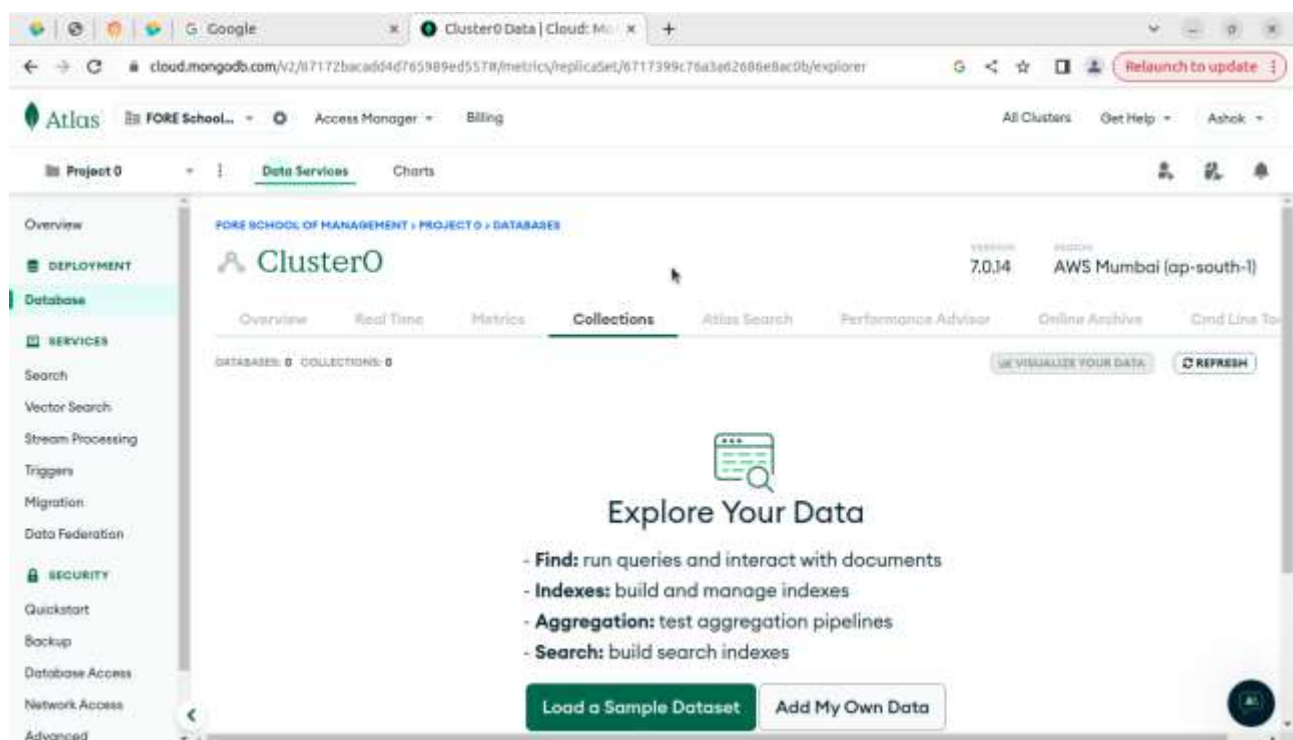 Google
Cluster0 Data | Cloud: Mo
cloud.mongodb.com/v2/
Relaunch to update
Atlas
FORE School...
Access Manager
Billing
All Clusters
Get Help
Ashok
Project 0
Data Services
Charts
Overview
DEPLOYMENT
Database
SERVICES
Search
Vector Search
Stream Processing
Triggers
Migration
Data Federation
SECURITY
Quickstart
Backup
Database Access
Network Access
Advanced
FORE SCHOOL OF MANAGEMENT > PROJECT 0 > DATABASES
Cluster0
VERSION
7.0.14
REGION
AWS Mumbai (ap-south-1)
Overview
Real Time
Metrics
Collections
Atlas Search
Performance Advisor
Online Archive
Cmd Line To
DATABASES: 0 COLLECTIONS: 0
VISUALIZE YOUR DATA
REFRESH
Explore Your Data
- Find: run queries and interact with documents
- Indexes: build and manage indexes
- Aggregation: test aggregation pipelines
- Search: build search indexes
Load a Sample Dataset
Add My Own Data